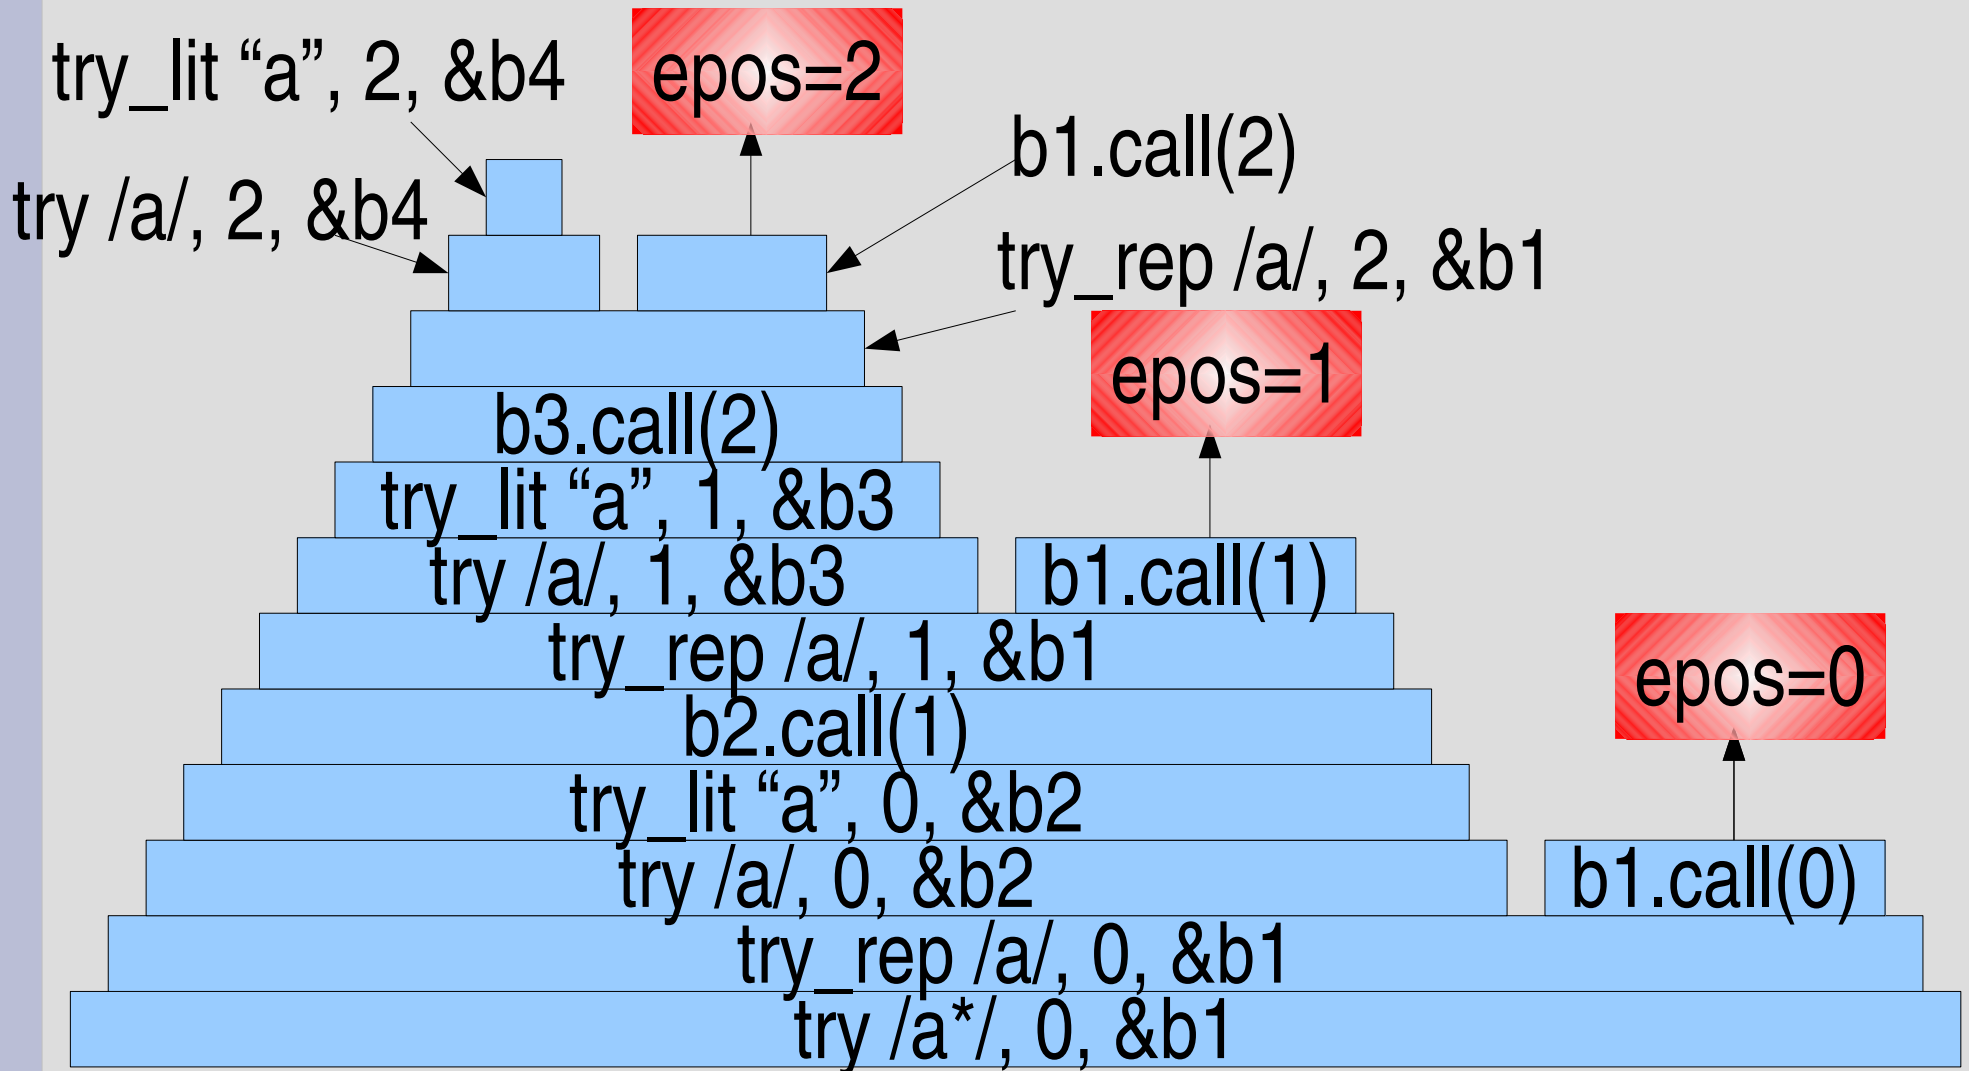 try_lit “a”, 2, &b4
epos=2
b1.call(2)
try /a/, 2, &b4
try_rep /a/, 2, &b1
epos=1
b3.call(2)
try_lit “a”, 1, &b3
try /a/, 1, &b3
b1.call(1)
try_rep /a/, 1, &b1
epos=0
b2.call(1)
try_lit “a”, 0, &b2
try /a/, 0, &b2
b1.call(0)
try_rep /a/, 0, &b1
try /a*/, 0, &b1